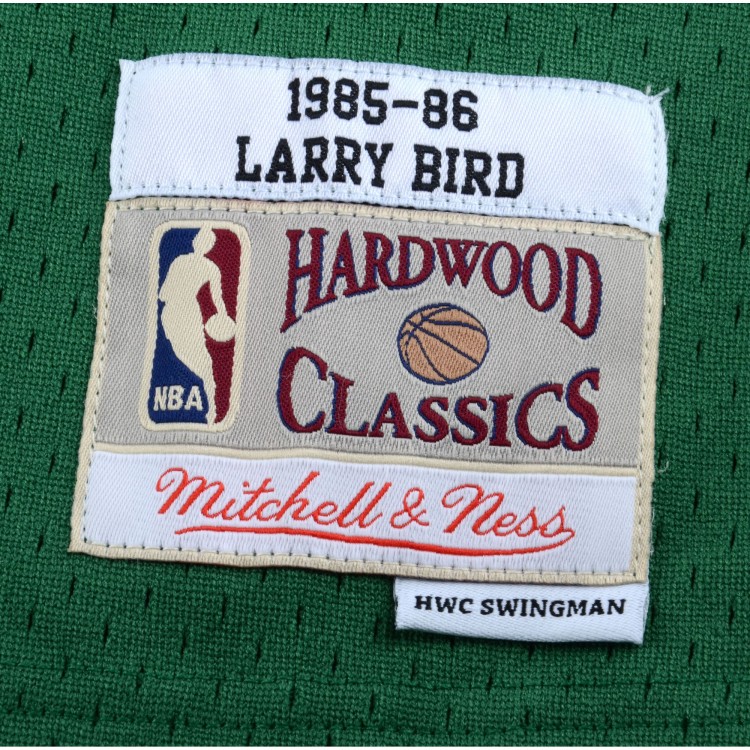 1985-86
LARRY BIRD
NBA
HARDWOOD
CLASSICS
Mitchell & Ness
HWC SWINGMAN